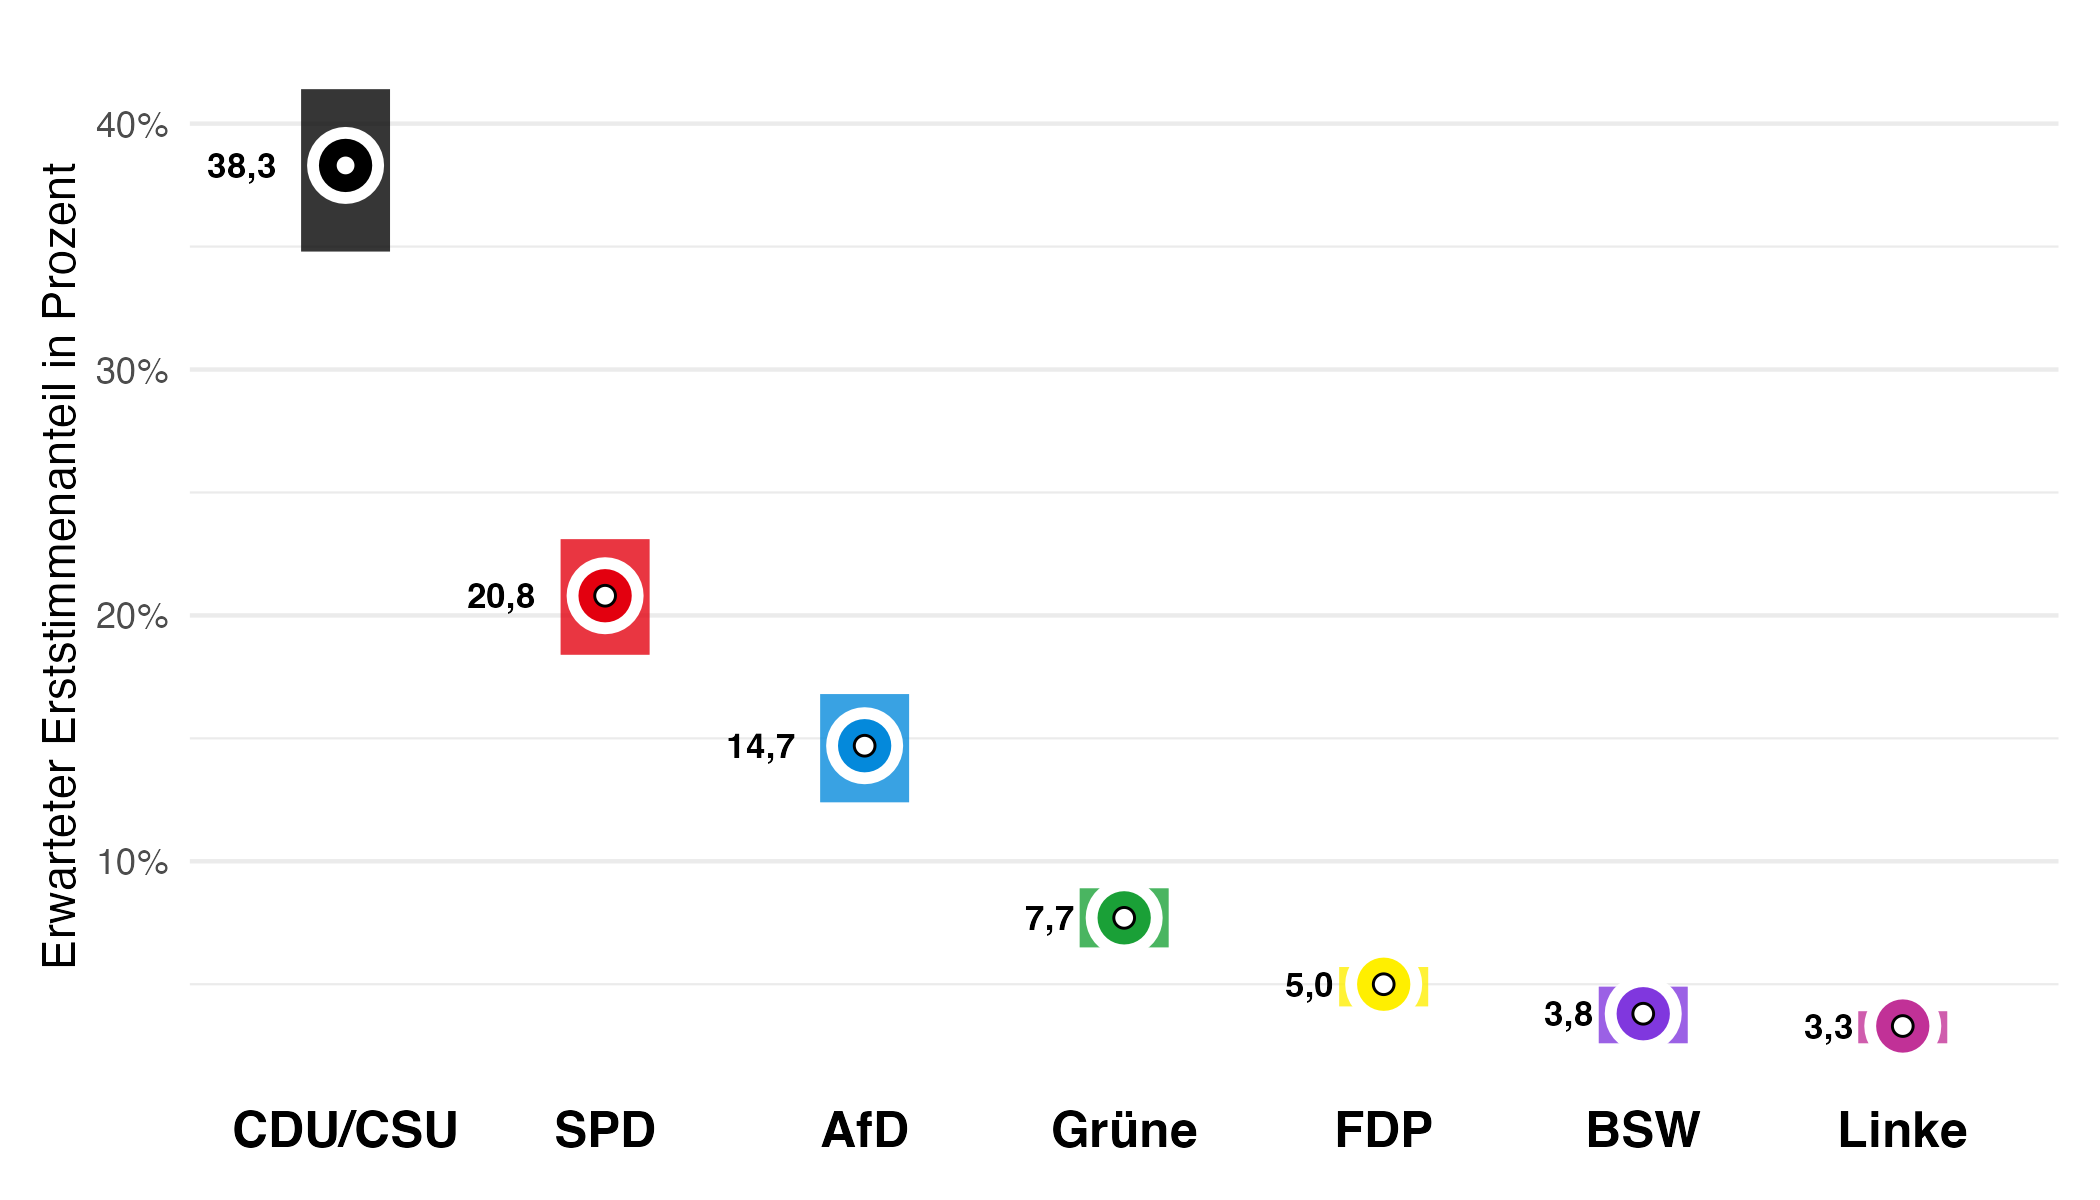 Erwarteter Erststimmenanteil in Prozent
40%
30%
20%
10%
38,3
20,8
14,7
7,7
5,0
3,8
3,3
CDU/CSU
SPD
AfD
Grüne
FDP
BSW
Linke